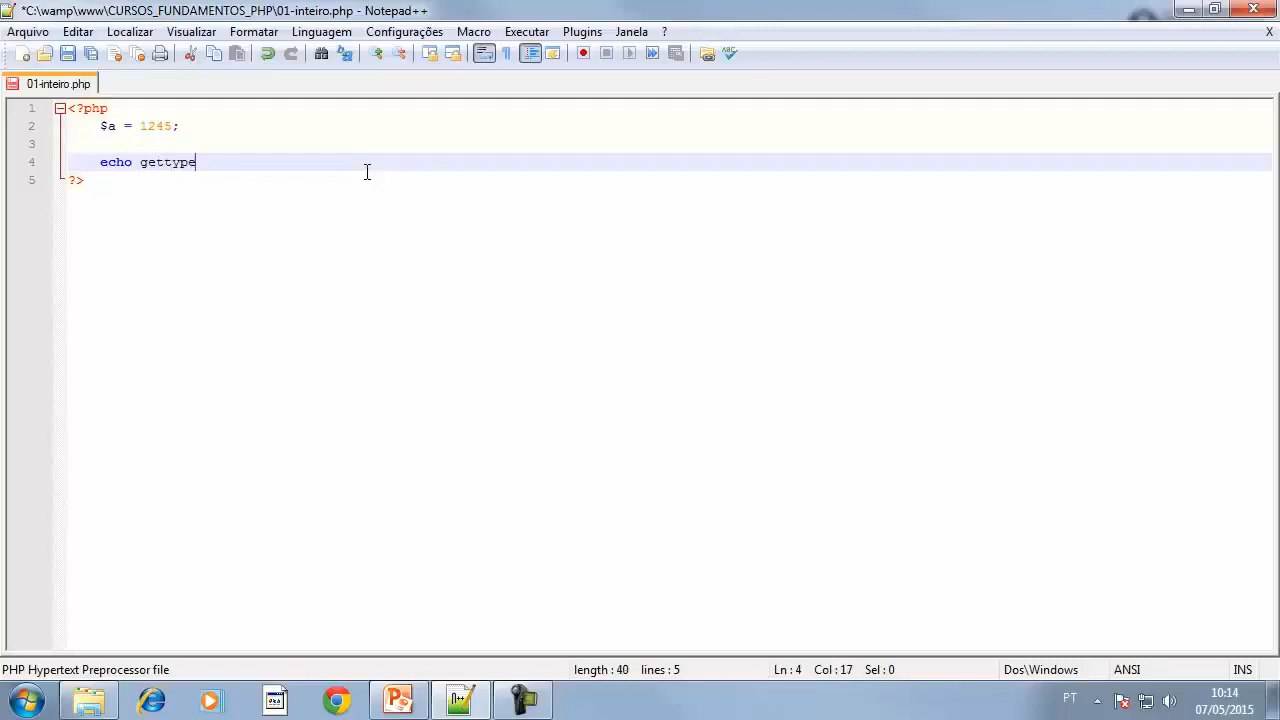 *C:\wamp\www\CURSOS_FUNDAMENTOS_PHP\01-inteiro.php - Notepad++
Arquivo Editar Localizar Visualizar Formatar Linguagem Configurações Macro Executar Plugins Janela ? X
01-inteiro.php
1 <?php
2 $a = 1245;
3
4 echo gettype
5 ?>
PHP Hypertext Preprocessor file length : 40 lines : 5 Ln : 4 Col : 17 Sel : 0 Dos\Windows ANSI INS
PT 10:14
07/05/2015